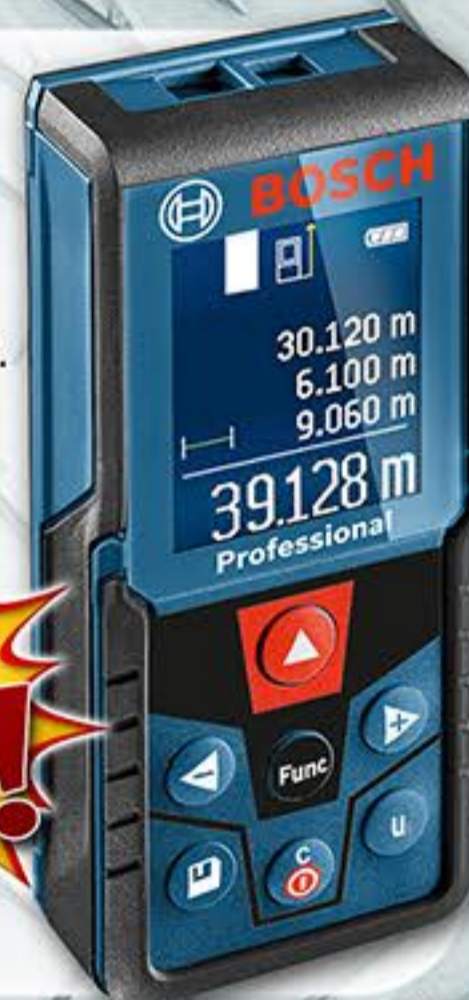 BOSCH
30.120 m
6.100 m
9.060 m
39.128 m
Professional
+
-
Func
U
C